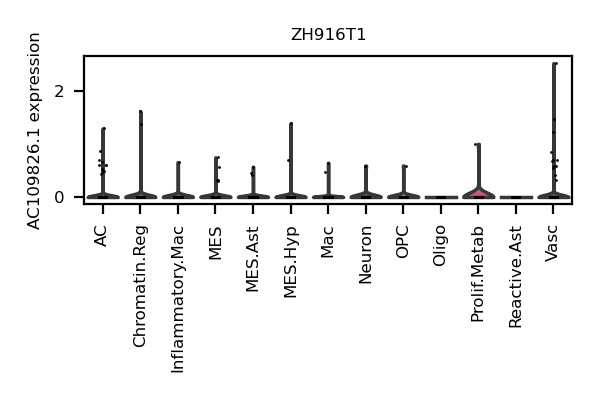 ZH916T1
AC109826.1 expression
2
0
AC
Chromatin.Reg
Inflammatory.Mac
MES
MES.Ast
MES.Hyp
Mac
Neuron
OPC
Oligo
Prolif.Metab
Reactive.Ast
Vasc